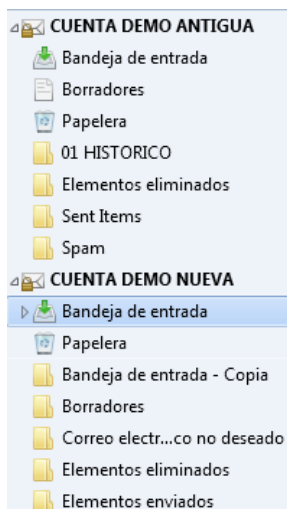 CUENTA DEMO ANTIGUA
Bandeja de entrada
Borradores
Papelera
01 HISTORICO
Elementos eliminados
Sent Items
Spam
CUENTA DEMO NUEVA
Bandeja de entrada
Papelera
Bandeja de entrada - Copia
Borradores
Correo electr...co no deseado
Elementos eliminados
Elementos enviados